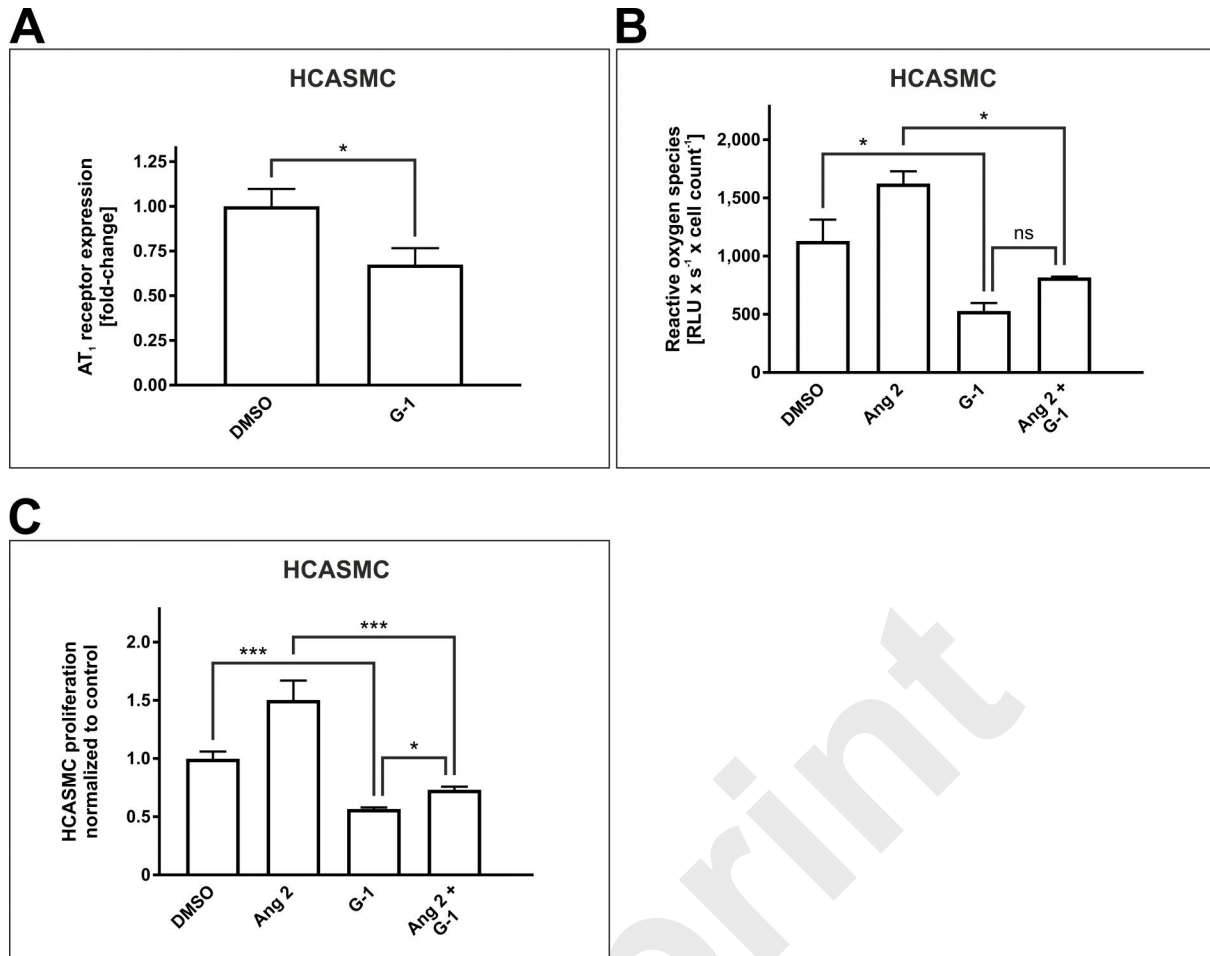 A
HCASMC
AT₁ receptor expression
[fold-change]
1.25
1.00
0.75
0.50
0.25
0.00
*
DMSO
G-1
B
HCASMC
Reactive oxygen species
[RLU x s⁻¹ x cell count⁻¹]
2,000
1,500
1,000
500
0
*
*
ns
DMSO
Ang 2
G-1
Ang 2 +
G-1
C
HCASMC
HCASMC proliferation
normalized to control
2.0
1.5
1.0
0.5
0
***
***
*
DMSO
Ang 2
G-1
Ang 2 +
G-1
print